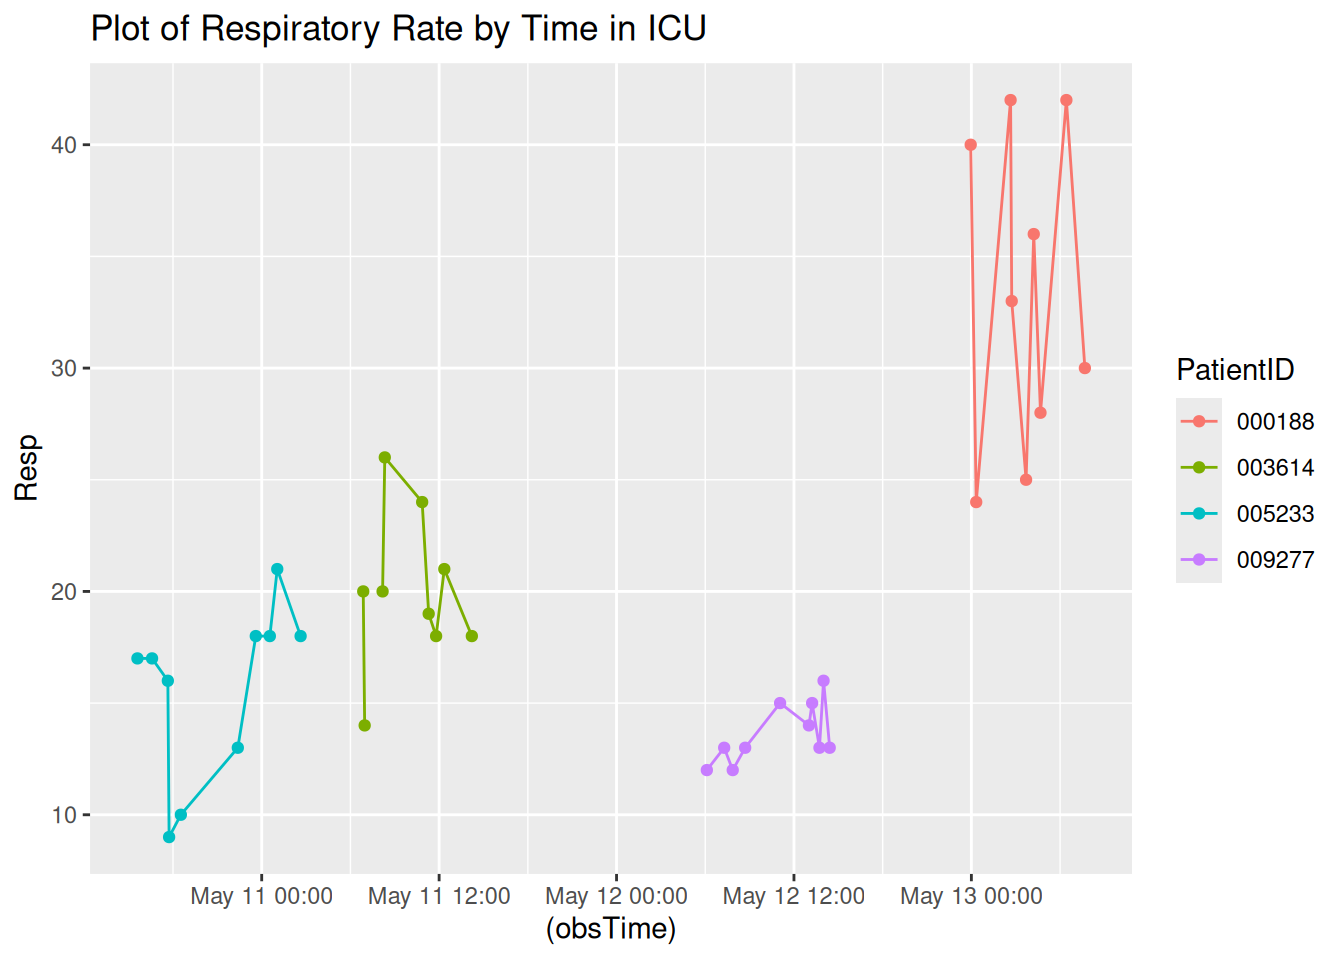 Plot of Respiratory Rate by Time in ICU
Resp
40
30
20
10
May 11 00:00
May 11 12:00
May 12 00:00
May 12 12:00
May 13 00:00
(obsTime)
PatientID
000188
003614
005233
009277